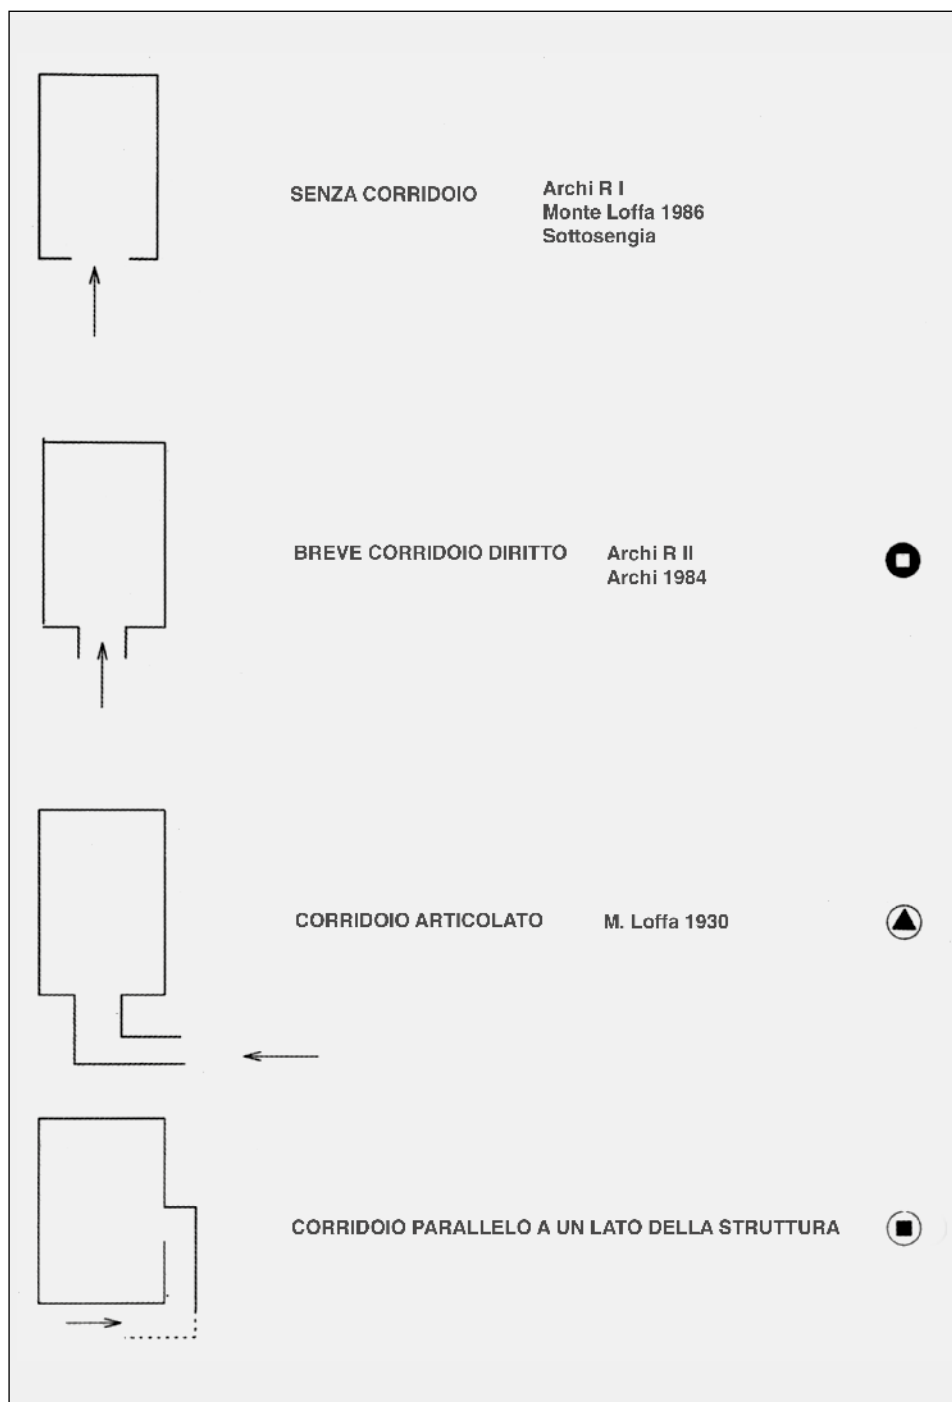 SENZA CORRIDOIO
Archi R I
Monte Loffa 1986
Sottosengia
BREVE CORRIDOIO DIRITTO
Archi R II
Archi 1984
CORRIDOIO ARTICOLATO
M. Loffa 1930
CORRIDOIO PARALLELO A UN LATO DELLA STRUTTURA